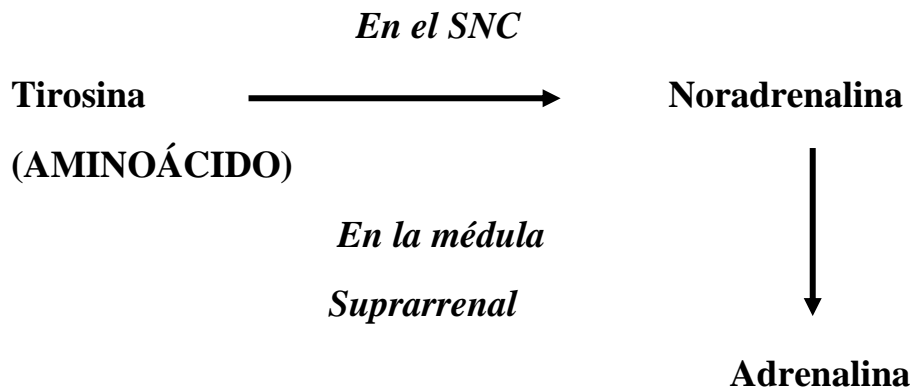 En el SNC
Tirosina Noradrenalina
(AMINOÁCIDO)
En la médula
Suprarrenal
Adrenalina